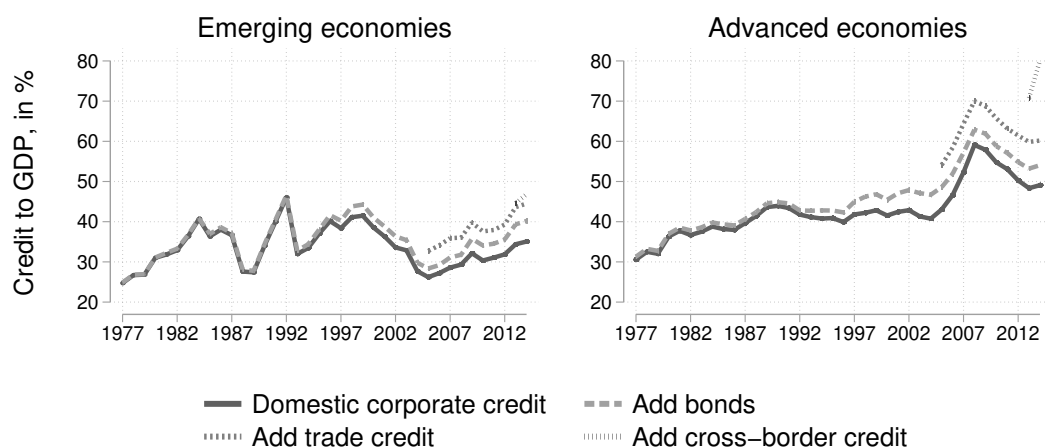 Emerging economies
Advanced economies
Credit to GDP, in %
80
70
60
50
40
30
20
1977 1982 1987 1992 1997 2002 2007 2012
80
70
60
50
40
30
20
1977 1982 1987 1992 1997 2002 2007 2012
Domestic corporate credit
Add bonds
Add trade credit
Add cross−border credit